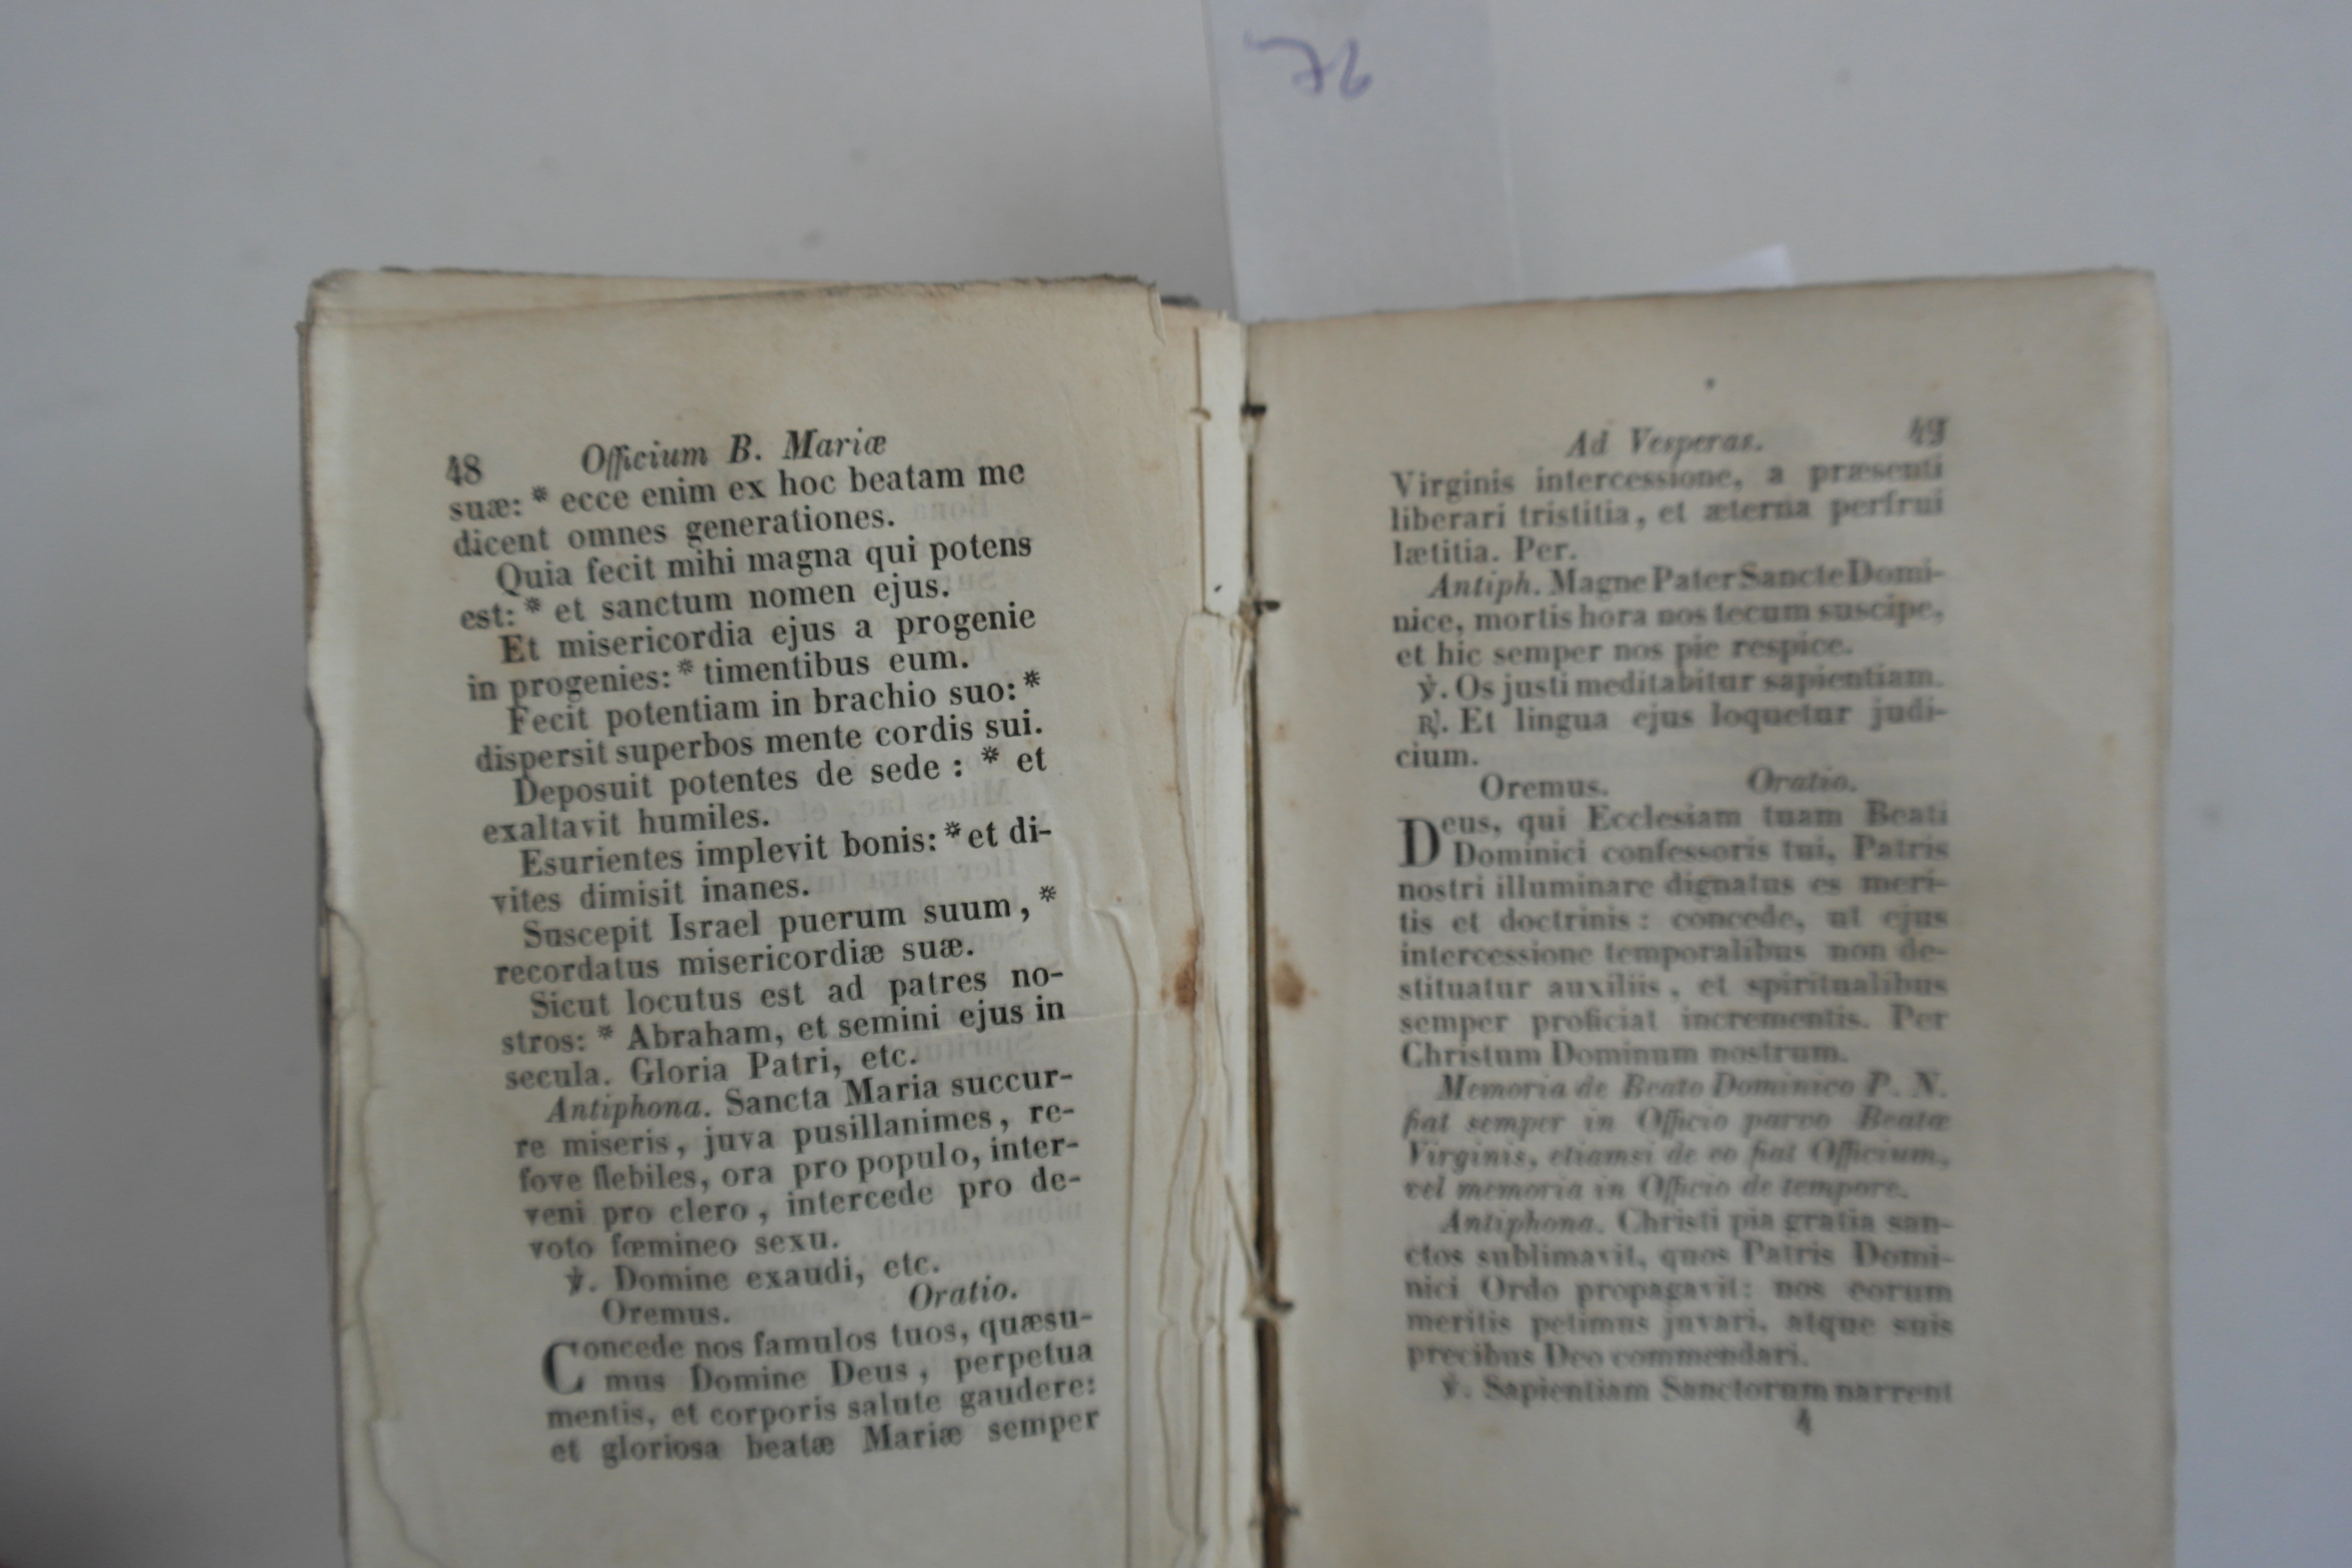 48 Officium B. Mariæ
suæ: * ecce enim ex hoc beatam me
dicent omnes generationes.
Quia fecit mihi magna qui potens
est: * et sanctum nomen ejus.
Et misericordia ejus a progenie
in progenies: * timentibus eum.
Fecit potentiam in brachio suo: *
dispersit superbos mente cordis sui.
Deposuit potentes de sede : * et
exaltavit humiles.
Esurientes implevit bonis: * et di-
vites dimisit inanes.
Suscepit Israel puerum suum, *
recordatus misericordiæ suæ.
Sicut locutus est ad patres no-
stros: * Abraham, et semini ejus in
secula. Gloria Patri, etc.
Antiphona. Sancta Maria succur-
re miseris, juva pusillanimes, re-
fove flebiles, ora pro populo, inter-
veni pro clero, intercede pro de-
voto fœmineo sexu.
℣. Domine exaudi, etc.
Oremus. Oratio.
Concede nos famulos tuos, quæsu-
mus Domine Deus, perpetua
mentis, et corporis salute gaudere:
et gloriosa beatæ Mariæ semper
Ad Vesperas. 49
Virginis intercessione, a præsenti
liberari tristitia, et æterna perfrui
lætitia. Per.
Antiph. Magne Pater Sancte Domi-
nice, mortis hora nos tecum suscipe,
et hic semper nos pie respice.
℣. Os justi meditabitur sapientiam.
℟. Et lingua ejus loquetur judi-
cium.
Oremus. Oratio.
Deus, qui Ecclesiam tuam Beati
Dominici confessoris tui, Patris
nostri illuminare dignatus es meri-
tis et doctrinis: concede, ut ejus
intercessione temporalibus non de-
stituatur auxiliis, et spiritualibus
semper proficiat incrementis. Per
Christum Dominum nostrum.
Memoria de Beato Dominico P. N.
fiat semper in Officio parvo Beatæ
Virginis, etiamsi de eo fiat Officium,
vel memoria in Officio de tempore.
Antiphona. Christi pia gratia san-
ctos sublimavit, quos Patris Domi-
nici Ordo propagavit: nos eorum
meritis petimus juvari, atque suis
precibus Deo commendari.
℣. Sapientiam Sanctorum narrent
4